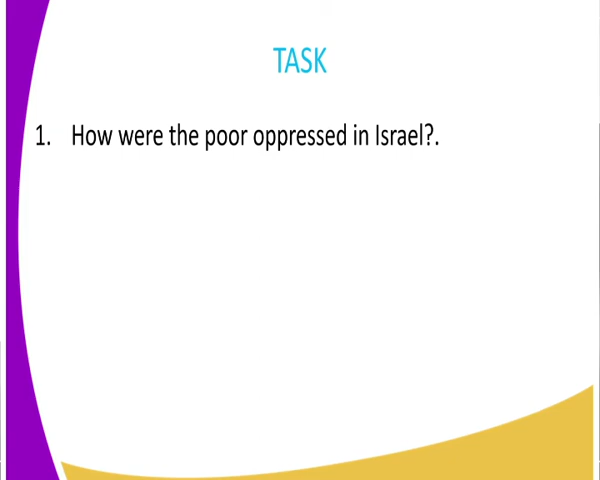 TASK
1. How were the poor oppressed in Israel?.